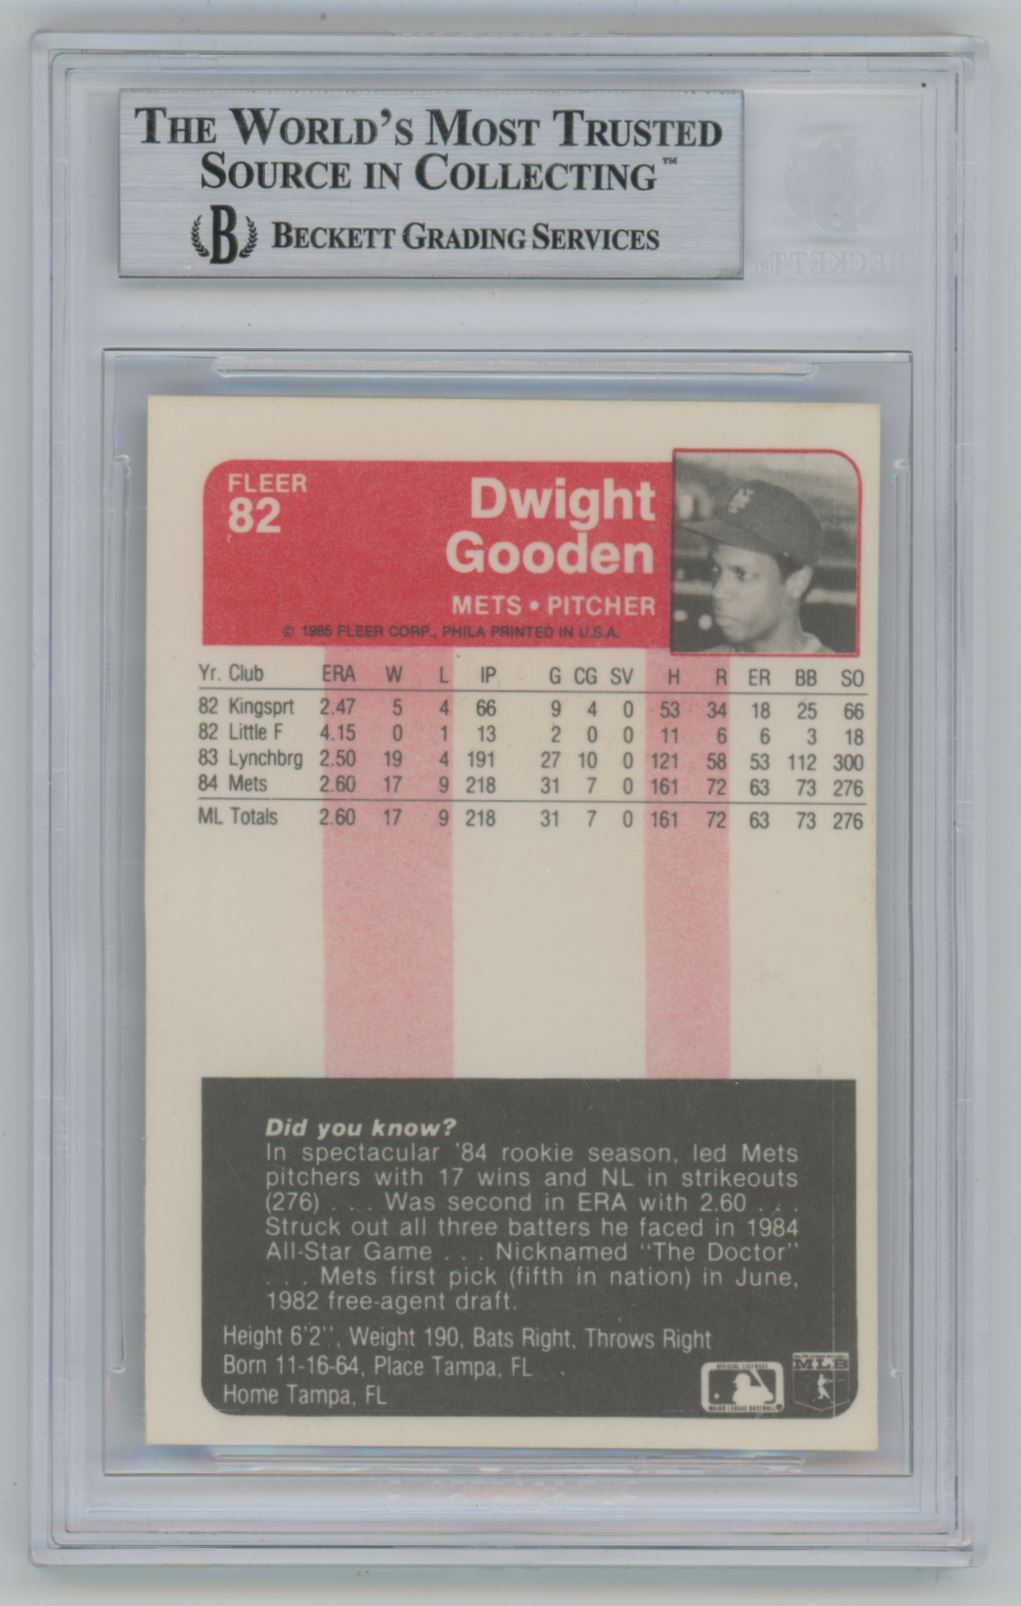 THE WORLD'S MOST TRUSTED
SOURCE IN COLLECTING™
B BECKETT GRADING SERVICES
BECKETT®
FLEER
82
Dwight
Gooden
METS • PITCHER
© 1985 FLEER CORP., PHILA PRINTED IN U.S.A.
Yr. Club ERA W L IP G CG SV H R ER BB SO
82 Kingsprt 2.47 5 4 66 9 4 0 53 34 18 25 66
82 Little F 4.15 0 1 13 2 0 0 11 6 6 3 18
83 Lynchbrg 2.50 19 4 191 27 10 0 121 58 53 112 300
84 Mets 2.60 17 9 218 31 7 0 161 72 63 73 276
ML Totals 2.60 17 9 218 31 7 0 161 72 63 73 276
Did you know?
In spectacular '84 rookie season, led Mets
pitchers with 17 wins and NL in strikeouts
(276) . . . Was second in ERA with 2.60 . . .
Struck out all three batters he faced in 1984
All-Star Game . . . Nicknamed "The Doctor"
. . . Mets first pick (fifth in nation) in June,
1982 free-agent draft.
Height 6'2'', Weight 190, Bats Right, Throws Right
Born 11-16-64, Place Tampa, FL
Home Tampa, FL
OFFICIAL LICENSEE
MAJOR LEAGUE BASEBALL